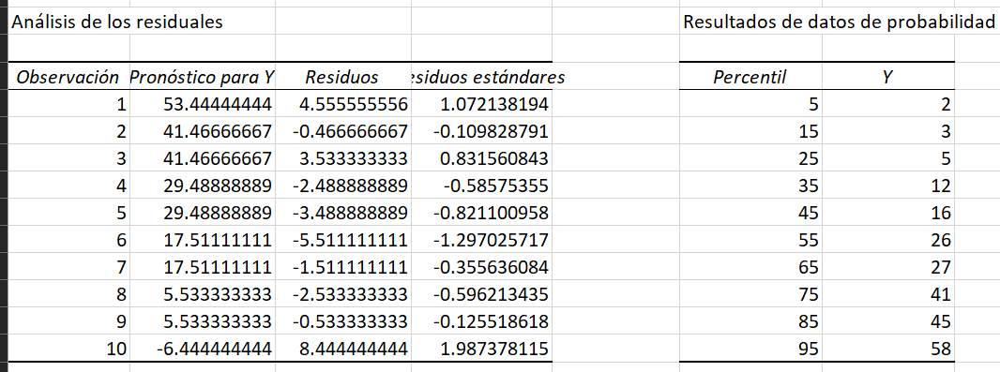 Análisis de los residuales Resultados de datos de probabilidad
Observación Pronóstico para Y Residuos esiduos estándares Percentil Y
1 53.44444444 4.555555556 1.072138194 5 2
2 41.46666667 -0.466666667 -0.109828791 15 3
3 41.46666667 3.533333333 0.831560843 25 5
4 29.48888889 -2.488888889 -0.58575355 35 12
5 29.48888889 -3.488888889 -0.821100958 45 16
6 17.51111111 -5.511111111 -1.297025717 55 26
7 17.51111111 -1.511111111 -0.355636084 65 27
8 5.533333333 -2.533333333 -0.596213435 75 41
9 5.533333333 -0.533333333 -0.125518618 85 45
10 -6.444444444 8.444444444 1.987378115 95 58